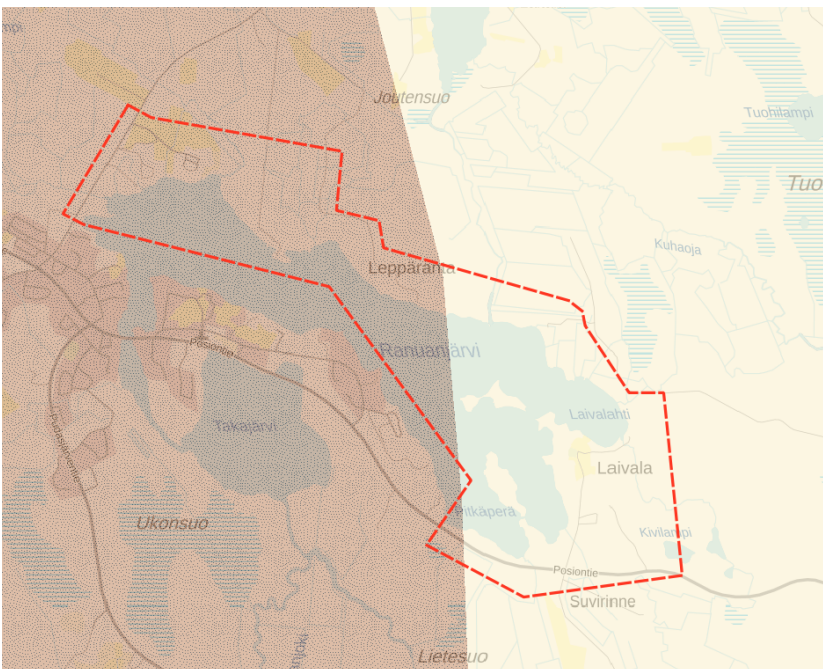 Joutensuo
Tuohilampi
Tuo
Kuhaoja
Leppäranta
Ranuanjärvi
Posiontie
Laivalahti
Takajärvi
Laivala
Pitkäperä
Ukonsuo
Kivilampi
Posiontie
Suvirinne
Lietesuo